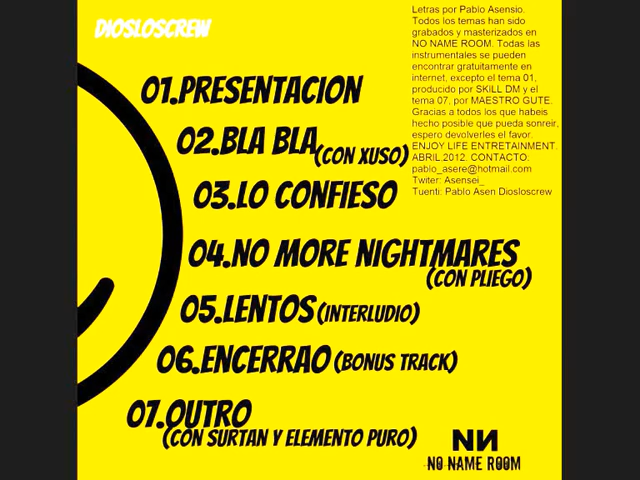 DIOSLOSCREW
Letras por Pablo Asensio.
Todos los temas han sido
grabados y masterizados en
NO NAME ROOM. Todas las
instrumentales se pueden
encontrar gratuitamente en
internet, excepto el tema 01,
producido por SKILL DM y el
tema 07, por MAESTRO GUTE.
Gracias a todos los que habeis
hecho posible que pueda sonreir,
espero devolverles el favor.
ENJOY LIFE ENTRETAINMENT.
ABRIL.2012. CONTACTO:
pablo_asere@hotmail.com
Twiter: Asensei_
Tuenti: Pablo Asen Diosloscrew
01.PRESENTACION
02.BLA BLA
(CON XUSO)
03.LO CONFIESO
04.NO MORE NIGHTMARES
(CON PLIEGO)
05.LENTOS (INTERLUDIO)
06.ENCERRAO (BONUS TRACK)
07.OUTRO
(CON SURTAN Y ELEMENTO PURO)
NИ
NO NAME ROOM